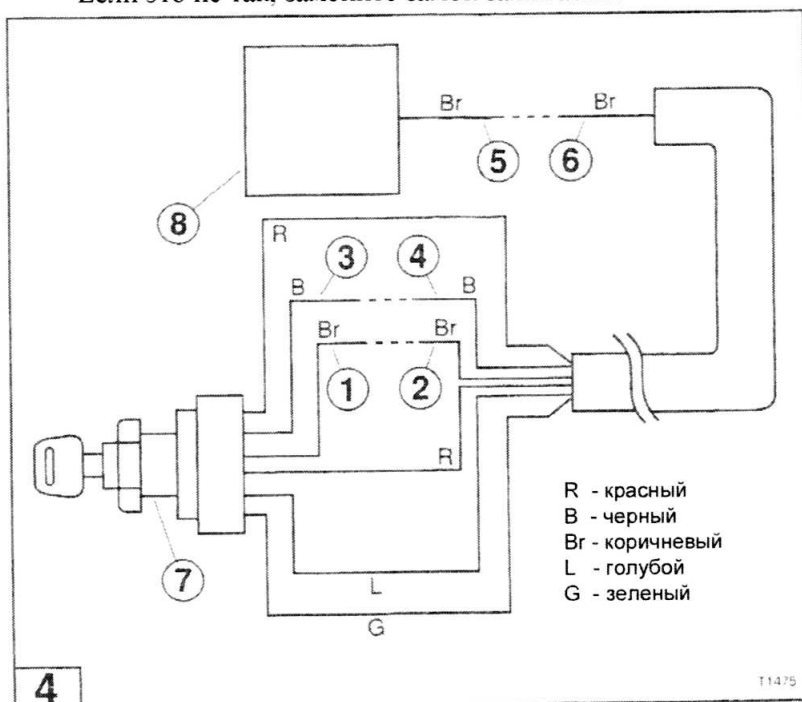 Br Br
5 6
8
R
3 4
B B
Br Br
1 2
R
7
L
G
R - красный
B - черный
Br - коричневый
L - голубой
G - зеленый
4
T1475